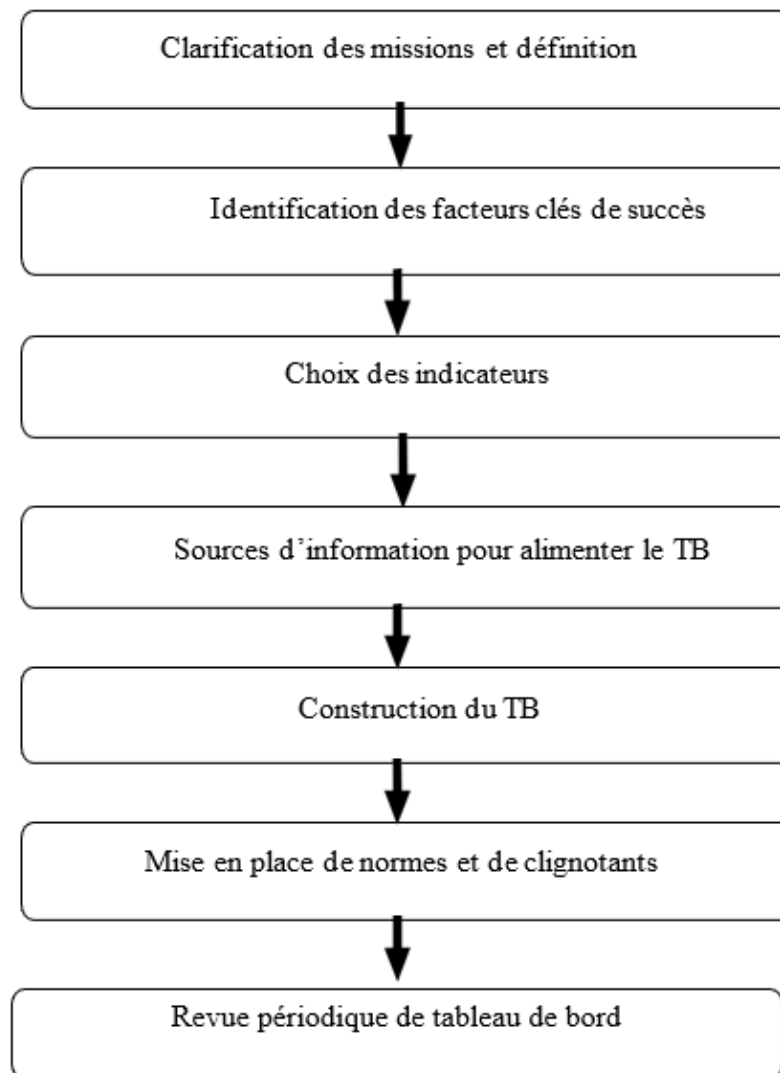 Clarification des missions et définition
Identification des facteurs clés de succès
Choix des indicateurs
Sources d’information pour alimenter le TB
Construction du TB
Mise en place de normes et de clignotants
Revue périodique de tableau de bord